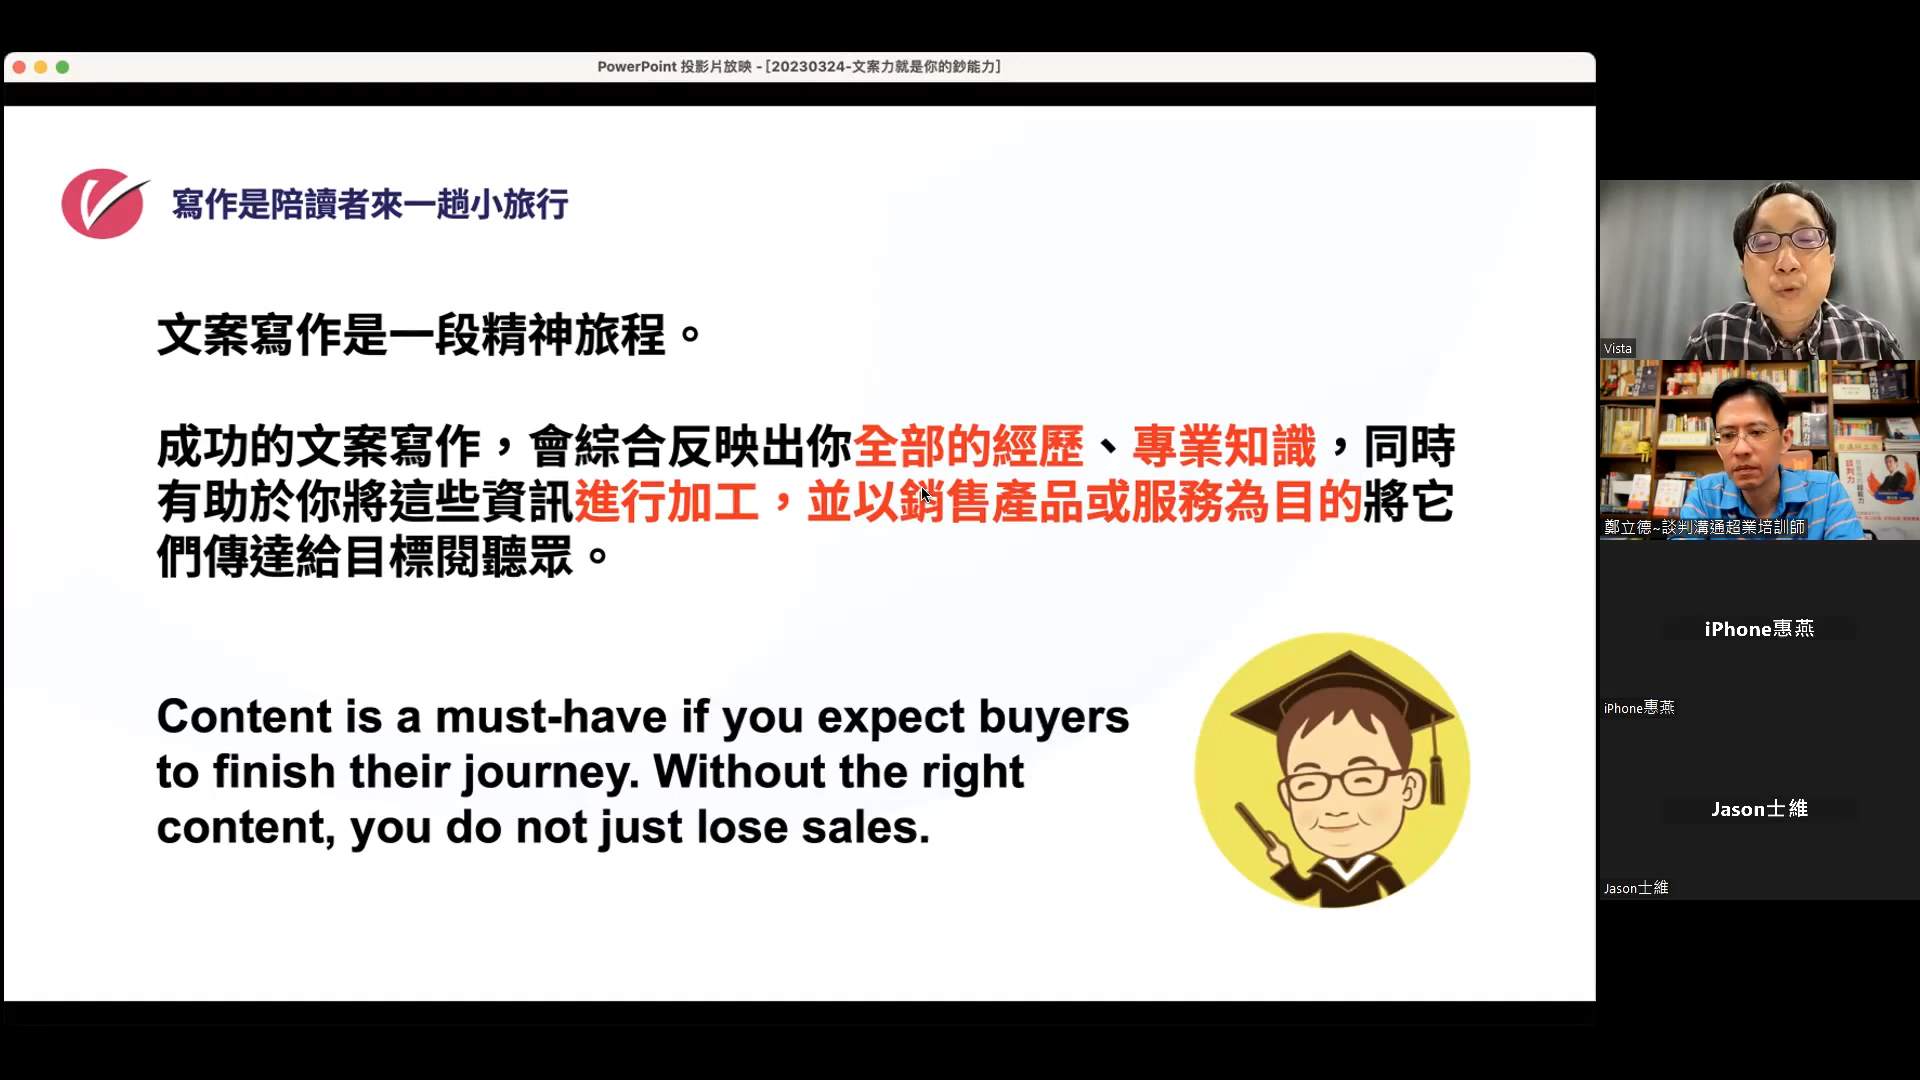 PowerPoint 投影片放映 - [20230324-文案力就是你的鈔能力]
寫作是陪讀者來一趟小旅行
文案寫作是一段精神旅程。
成功的文案寫作，會綜合反映出你全部的經歷、專業知識，同時
有助於你將這些資訊進行加工，並以銷售產品或服務為目的將它
們傳達給目標閱聽眾。
Content is a must-have if you expect buyers
to finish their journey. Without the right
content, you do not just lose sales.
Vista
鄭立德~談判溝通超業培訓師
iPhone惠燕
iPhone惠燕
Jason士維
Jason士維